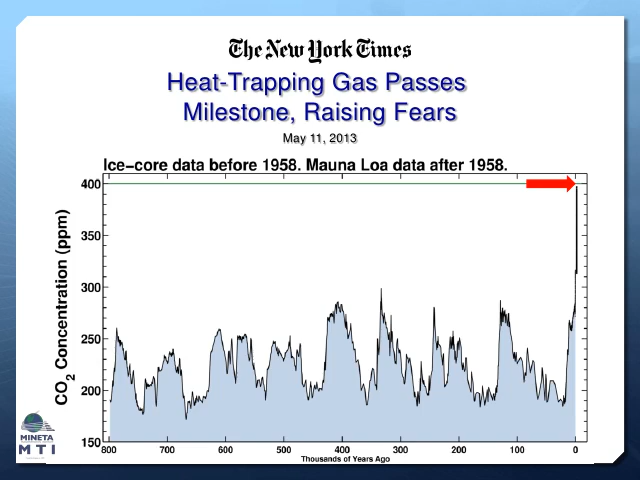 The New York Times
Heat-Trapping Gas Passes
Milestone, Raising Fears
May 11, 2013
Ice-core data before 1958. Mauna Loa data after 1958.
CO2 Concentration (ppm)
400
350
300
250
200
150
800 700 600 500 400 300 200 100 0
Thousands of Years Ago
MINETA
MTI